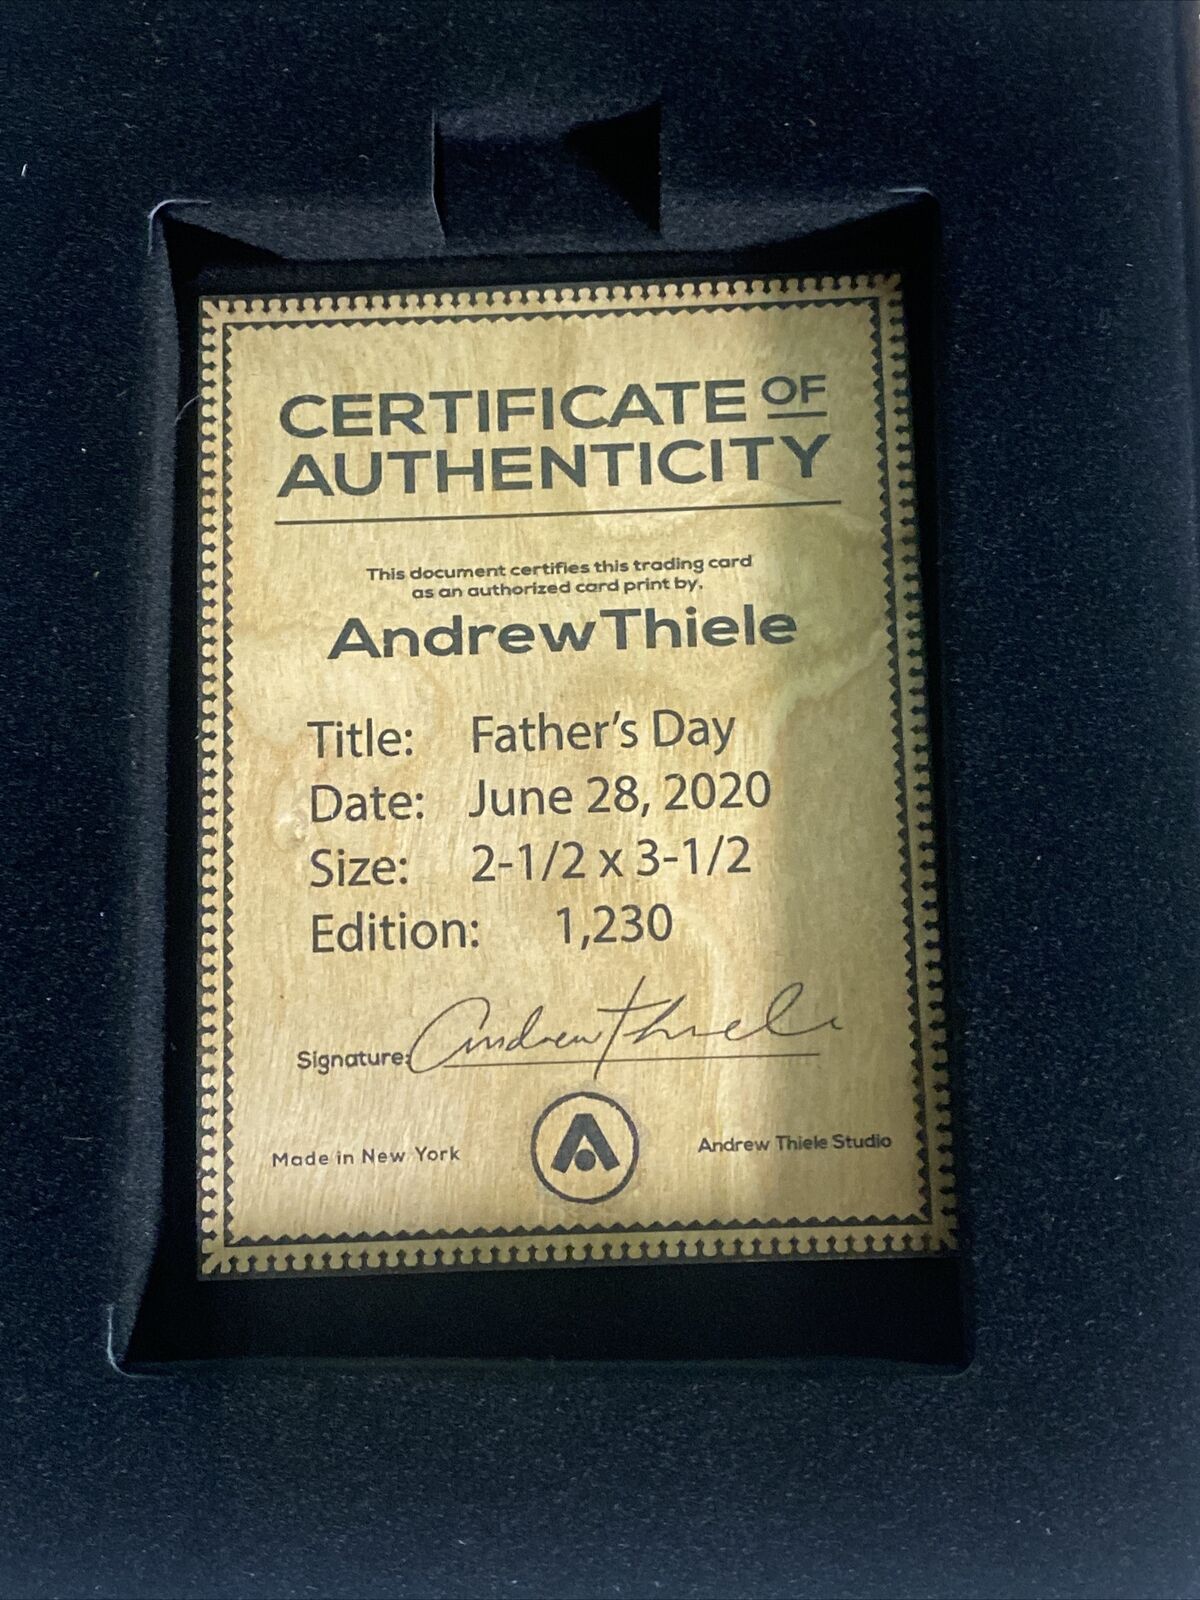 CERTIFICATE OF
AUTHENTICITY
This document certifies this trading card
as an authorized card print by,
Andrew Thiele
Title: Father's Day
Date: June 28, 2020
Size: 2-1/2 x 3-1/2
Edition: 1,230
Signature: Andrew Thiele
Made in New York
Andrew Thiele Studio